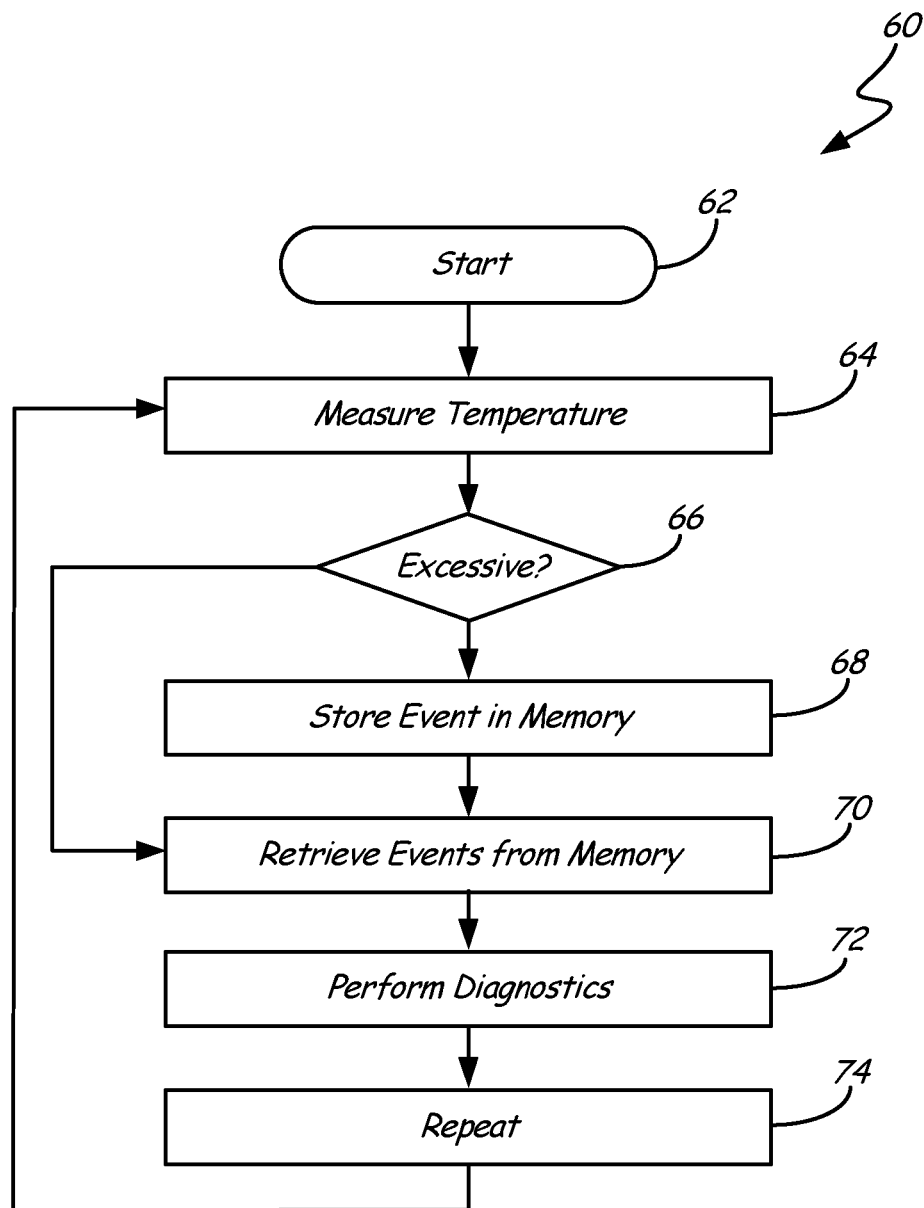 60
62
Start
64
Measure Temperature
66
Excessive?
68
Store Event in Memory
70
Retrieve Events from Memory
72
Perform Diagnostics
74
Repeat